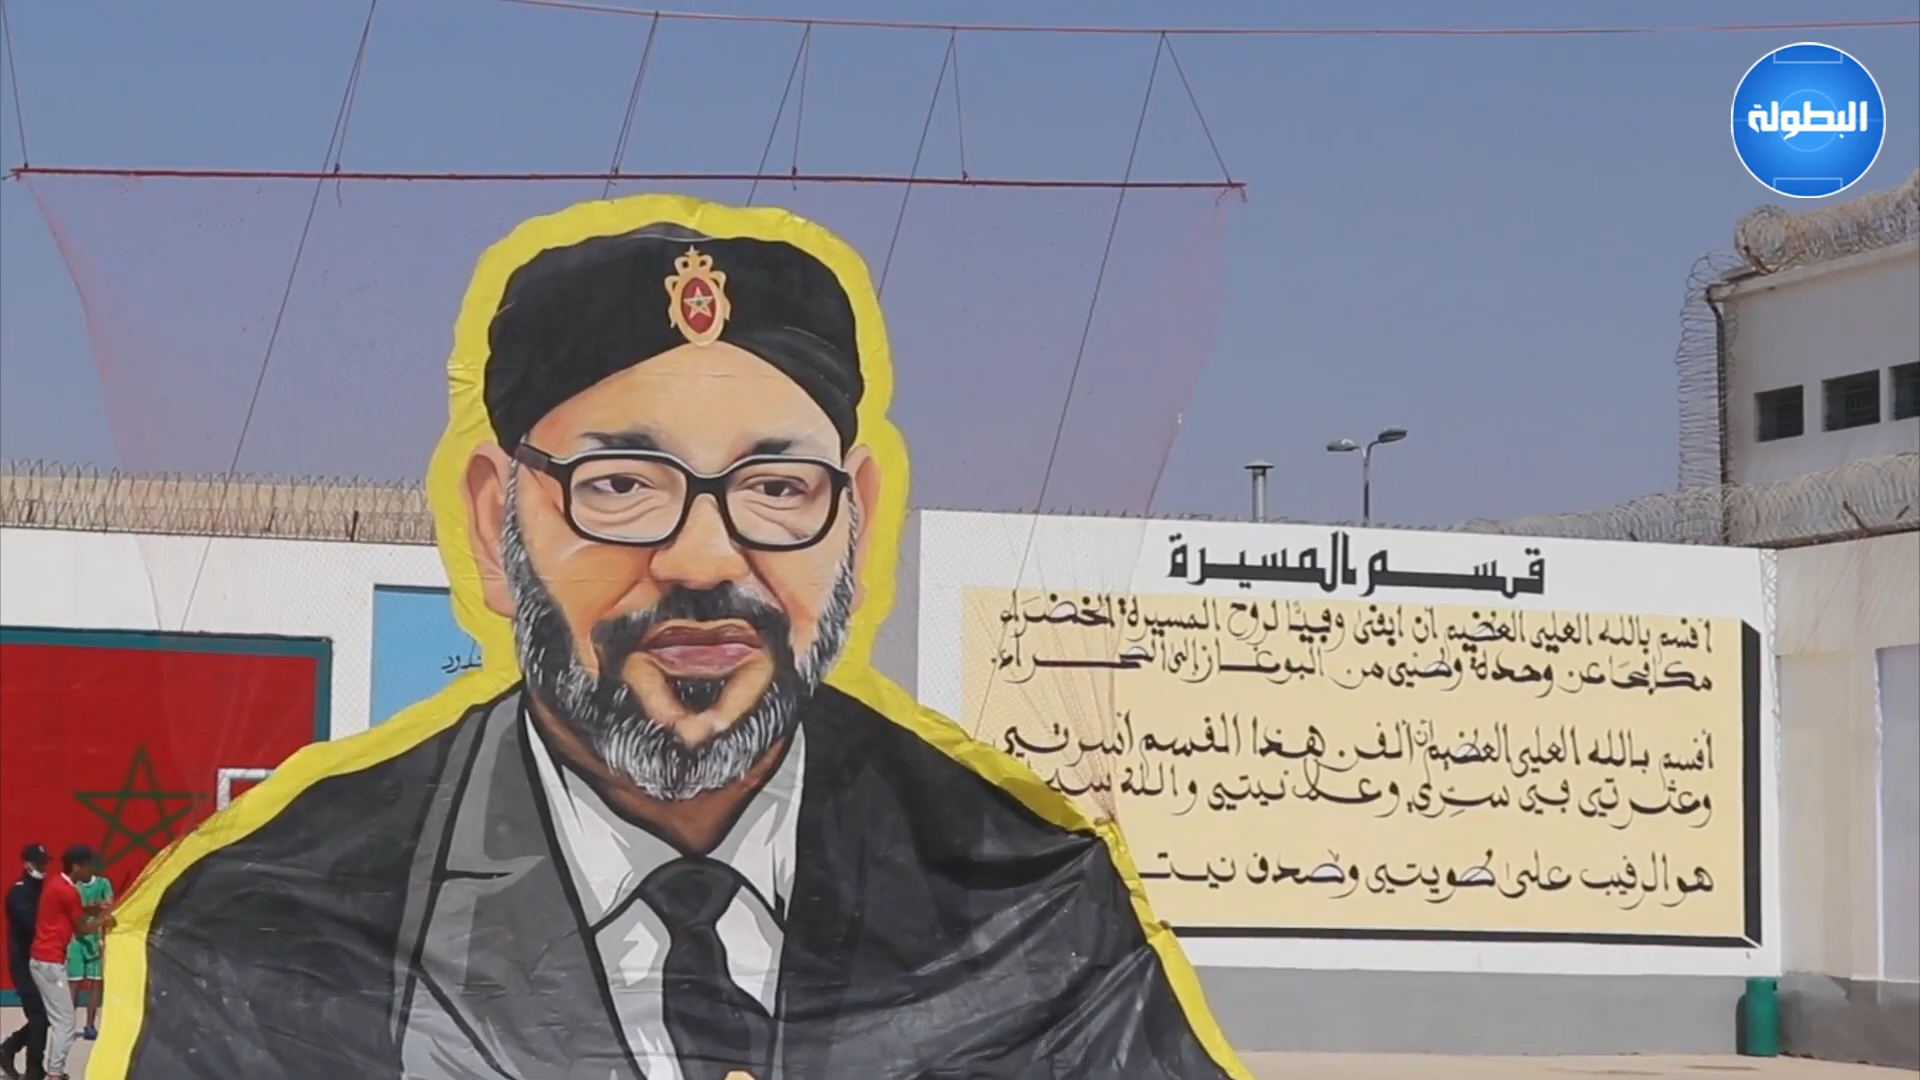 البطولة
قسم المسيرة
أقسم بالله العلي العظيم أن أبقى وفيا لروح المسيرة الخضراء
مكافحا عن وحدة وطني من البوغاز إلى الصحراء.
أقسم بالله العلي العظيم أن ألقن هذا القسم أسرتي
وعترتي في سري وعلانيتي والله
هو الرقيب على طويتي وصدق